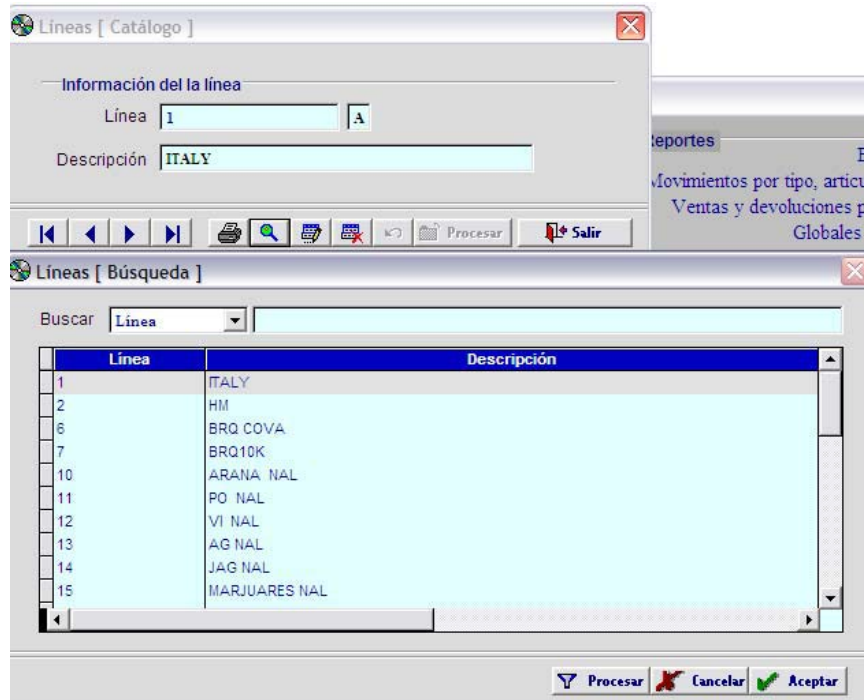 Líneas [ Catálogo ]
Información del la línea
Línea 1 A
Descripción ITALY
Procesar Salir
Reportes
Movimientos por tipo, articu
Ventas y devoluciones p
Globales
Líneas [ Búsqueda ]
Buscar Línea
Línea Descripción
1 ITALY
2 HM
6 BRQ COVA
7 BRQ10K
10 ARANA NAL
11 PO NAL
12 VI NAL
13 AG NAL
14 JAG NAL
15 MARJUARES NAL
Procesar Cancelar Aceptar